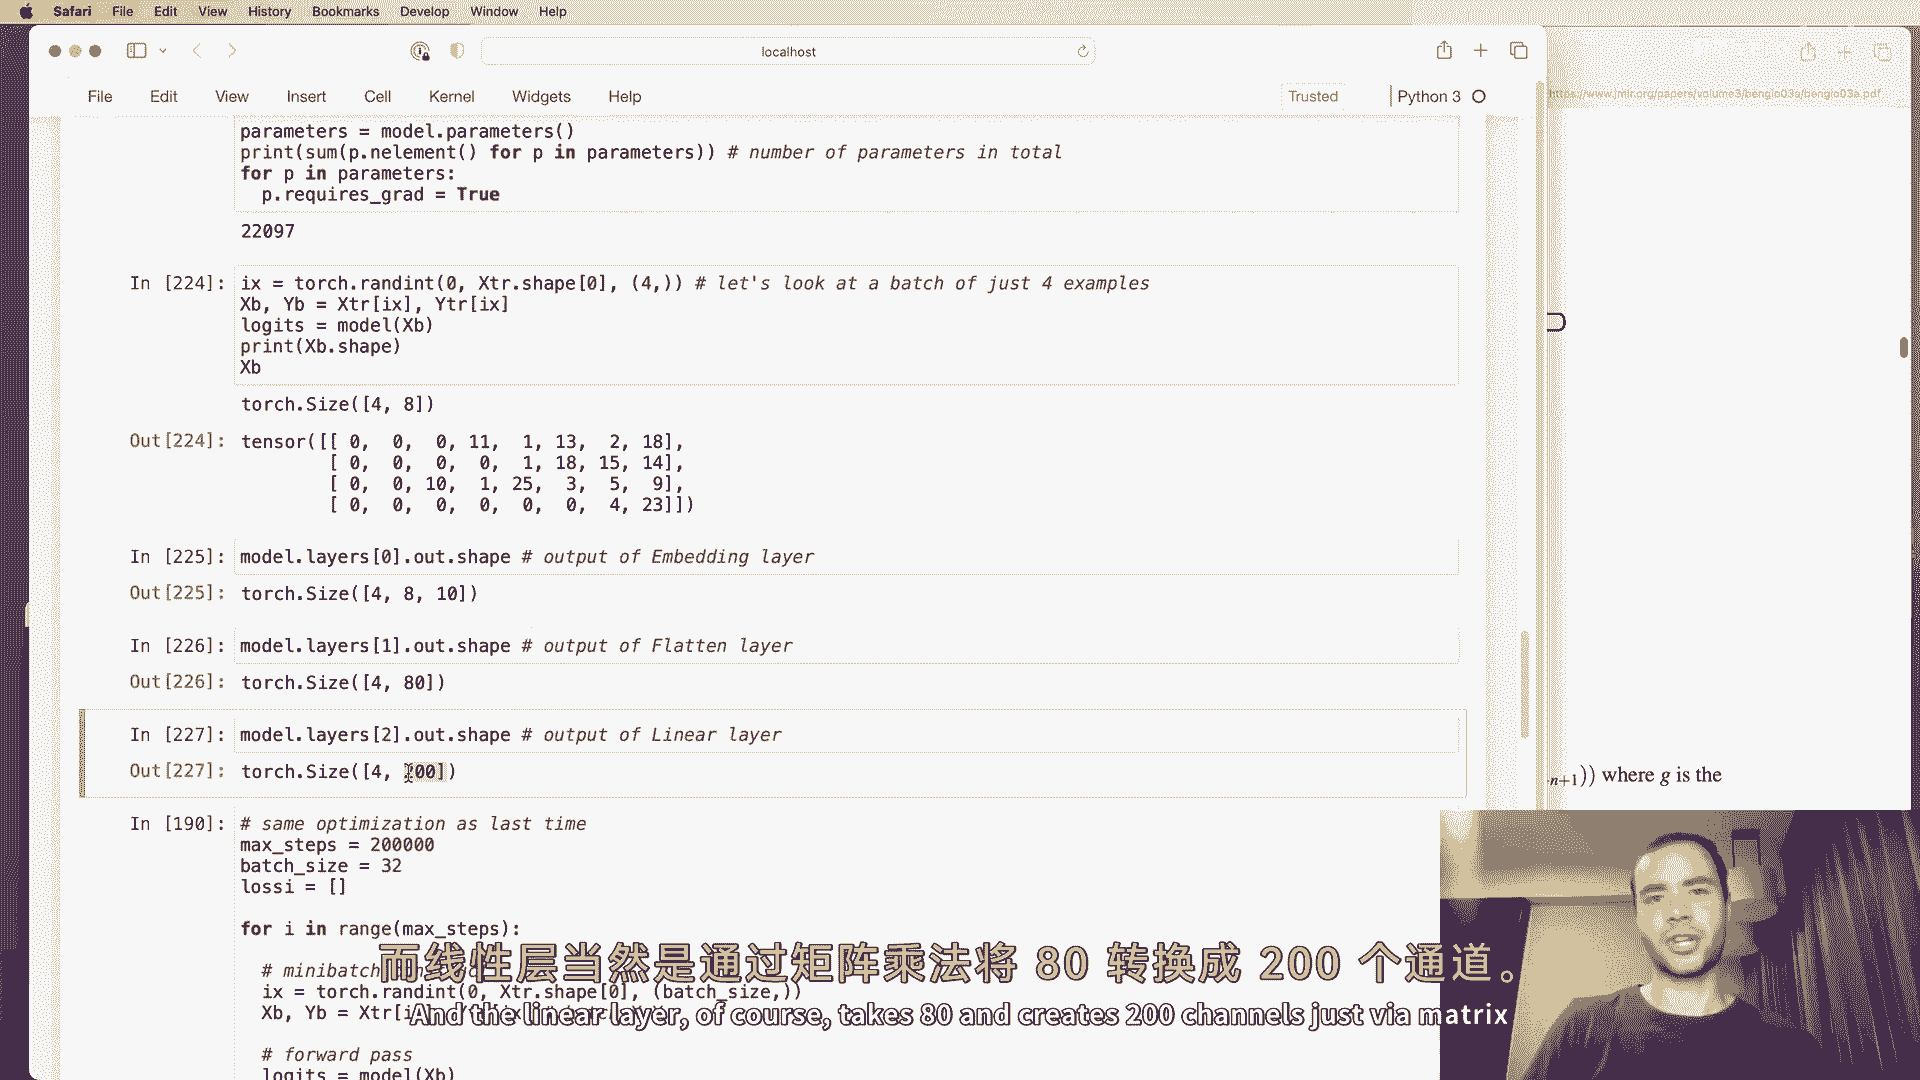 Safari File Edit View History Bookmarks Develop Window Help
localhost
File Edit View Insert Cell Kernel Widgets Help
Trusted
Python 3
https://www.jmlr.org/papers/volume3/bengio03a/bengio03a.pdf
parameters = model.parameters()
print(sum(p.nelement() for p in parameters)) # number of parameters in total
for p in parameters:
p.requires_grad = True
22097
In [224]: ix = torch.randint(0, Xtr.shape[0], (4,)) # let's look at a batch of just 4 examples
Xb, Yb = Xtr[ix], Ytr[ix]
logits = model(Xb)
print(Xb.shape)
Xb
torch.Size([4, 8])
Out[224]: tensor([[ 0, 0, 0, 11, 1, 13, 2, 18],
[ 0, 0, 0, 0, 1, 18, 15, 14],
[ 0, 0, 10, 1, 25, 3, 5, 9],
[ 0, 0, 0, 0, 0, 0, 4, 23]])
In [225]: model.layers[0].out.shape # output of Embedding layer
Out[225]: torch.Size([4, 8, 10])
In [226]: model.layers[1].out.shape # output of Flatten layer
Out[226]: torch.Size([4, 80])
In [227]: model.layers[2].out.shape # output of Linear layer
Out[227]: torch.Size([4, 200])
n+1)) where g is the
In [190]: # same optimization as last time
max_steps = 200000
batch_size = 32
lossi = []
for i in range(max_steps):
而线性层当然是通过矩阵乘法将 80 转换成 200 个通道。
# minibatch
ix = torch.randint(0, Xtr.shape[0], (batch_size,))
Xb, Yb = Xtr[i
And the linear layer, of course, takes 80 and creates 200 channels just via matrix
# forward pass
logits = model(Xb)